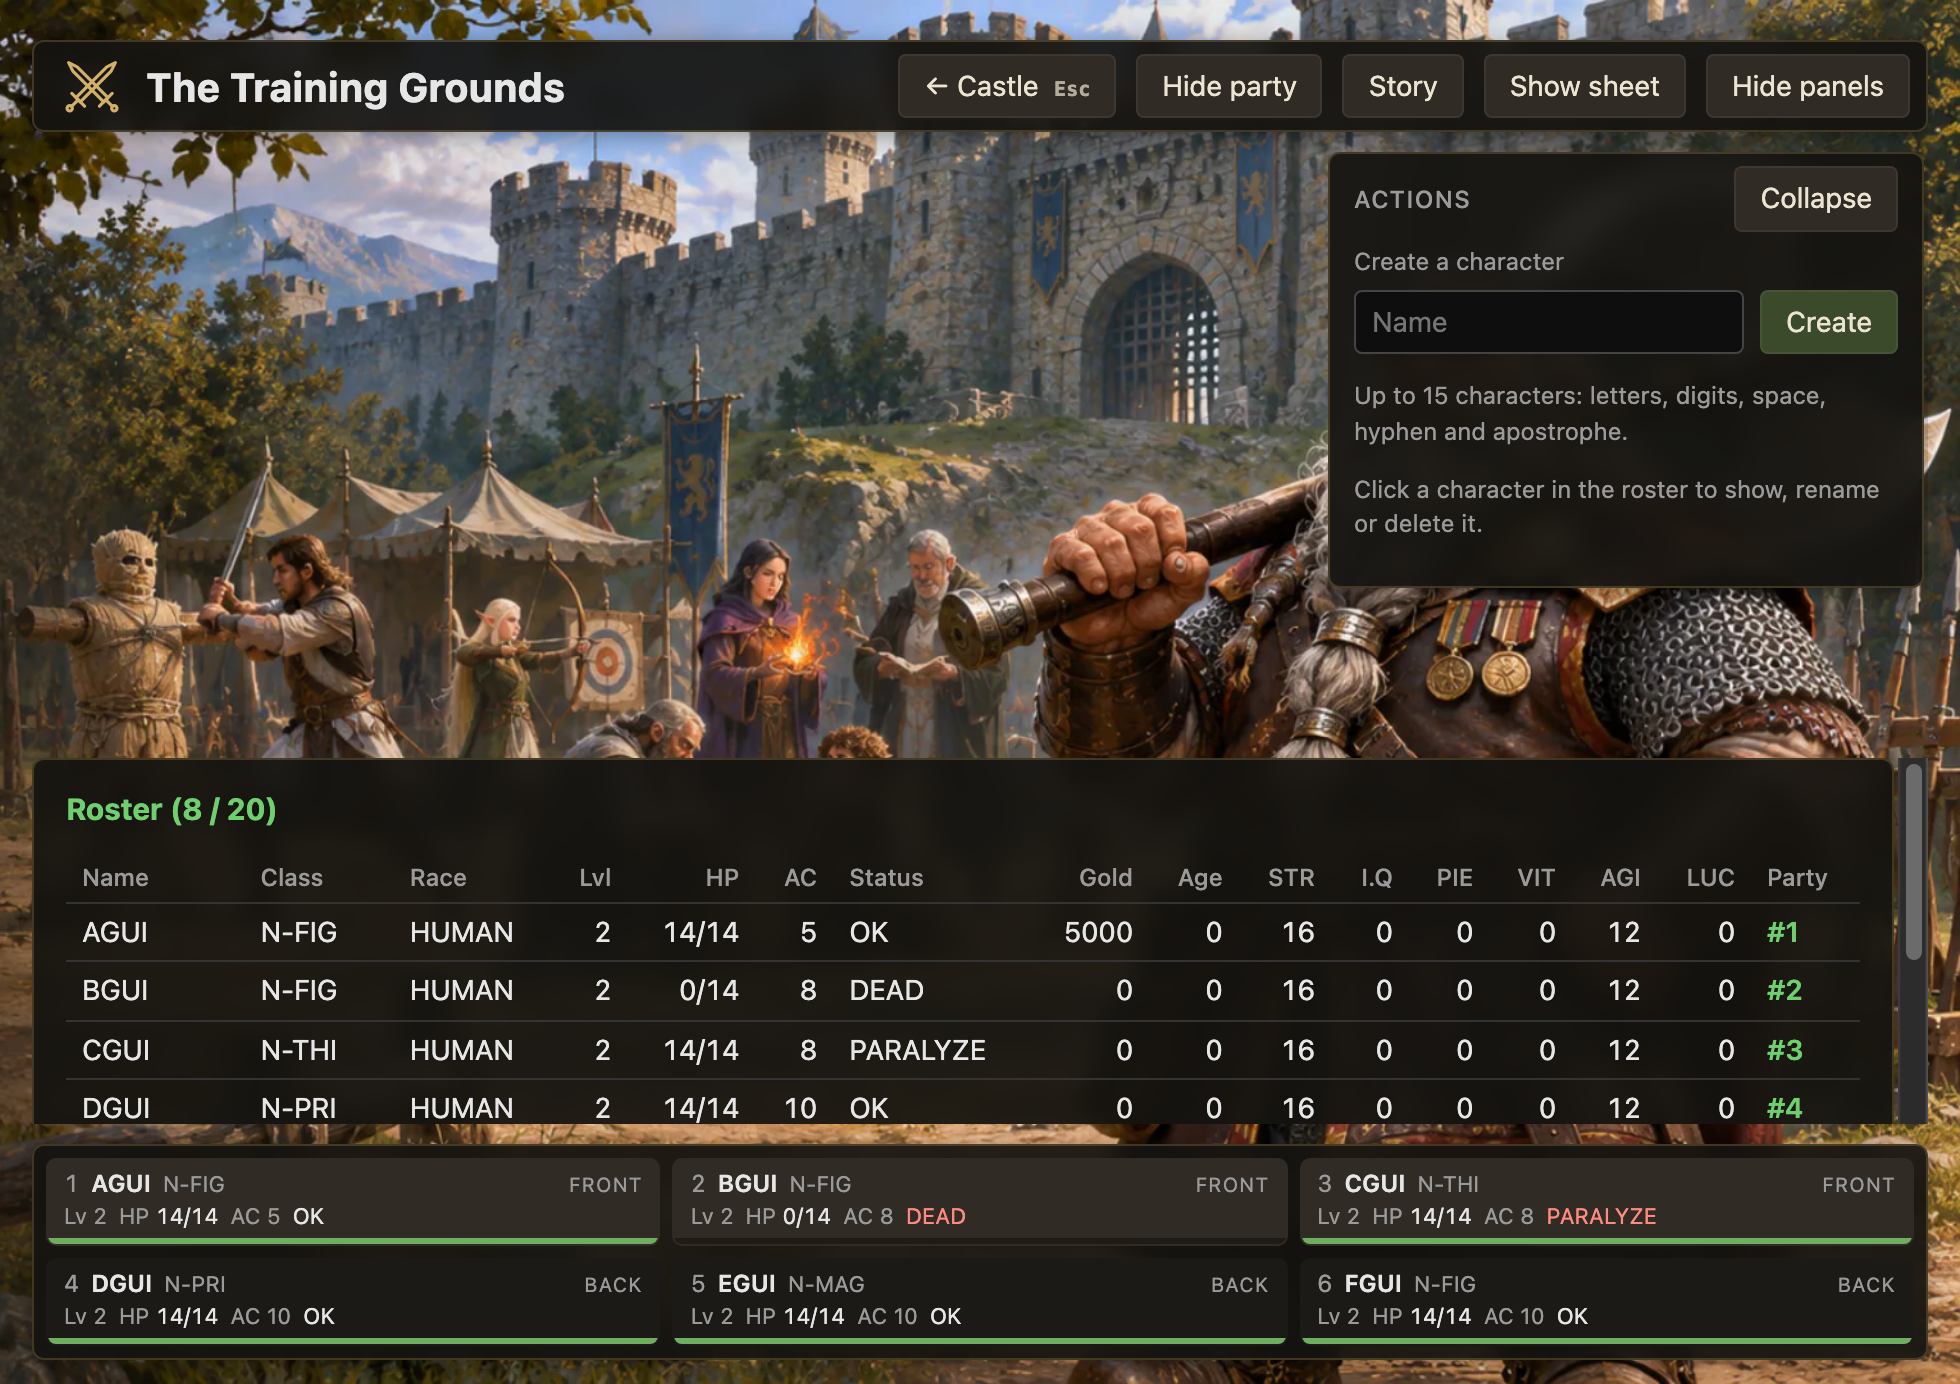 The Training Grounds
← Castle Esc
Hide party
Story
Show sheet
Hide panels
ACTIONS
Collapse
Create a character
Name
Create
Up to 15 characters: letters, digits, space,
hyphen and apostrophe.
Click a character in the roster to show, rename
or delete it.
Roster (8 / 20)
Name Class Race Lvl HP AC Status Gold Age STR I.Q PIE VIT AGI LUC Party
AGUI N-FIG HUMAN 2 14/14 5 OK 5000 0 16 0 0 0 12 0 #1
BGUI N-FIG HUMAN 2 0/14 8 DEAD 0 0 16 0 0 0 12 0 #2
CGUI N-THI HUMAN 2 14/14 8 PARALYZE 0 0 16 0 0 0 12 0 #3
DGUI N-PRI HUMAN 2 14/14 10 OK 0 0 16 0 0 0 12 0 #4
1 AGUI N-FIG FRONT
Lv 2 HP 14/14 AC 5 OK
2 BGUI N-FIG FRONT
Lv 2 HP 0/14 AC 8 DEAD
3 CGUI N-THI FRONT
Lv 2 HP 14/14 AC 8 PARALYZE
4 DGUI N-PRI BACK
Lv 2 HP 14/14 AC 10 OK
5 EGUI N-MAG BACK
Lv 2 HP 14/14 AC 10 OK
6 FGUI N-FIG BACK
Lv 2 HP 14/14 AC 10 OK